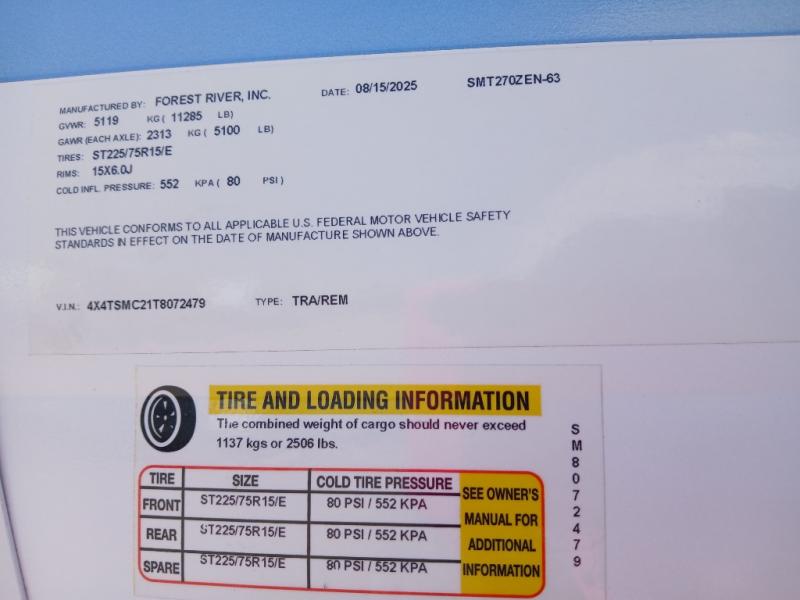 MANUFACTURED BY: FOREST RIVER, INC. DATE: 08/15/2025 SMT270ZEN-63
GVWR: 5119 KG ( 11285 LB)
GAWR (EACH AXLE): 2313 KG ( 5100 LB)
TIRES: ST225/75R15/E
RIMS: 15X6.0J
COLD INFL. PRESSURE: 552 KPA ( 80 PSI )
THIS VEHICLE CONFORMS TO ALL APPLICABLE U.S. FEDERAL MOTOR VEHICLE SAFETY
STANDARDS IN EFFECT ON THE DATE OF MANUFACTURE SHOWN ABOVE.
V.I.N.: 4X4TSMC21T8072479 TYPE: TRA/REM
TIRE AND LOADING INFORMATION
The combined weight of cargo should never exceed
1137 kgs or 2506 lbs.
TIRE SIZE COLD TIRE PRESSURE
FRONT ST225/75R15/E 80 PSI / 552 KPA
REAR ST225/75R15/E 80 PSI / 552 KPA
SPARE ST225/75R15/E 80 PSI / 552 KPA
SEE OWNER'S
MANUAL FOR
ADDITIONAL
INFORMATION
SM8072479